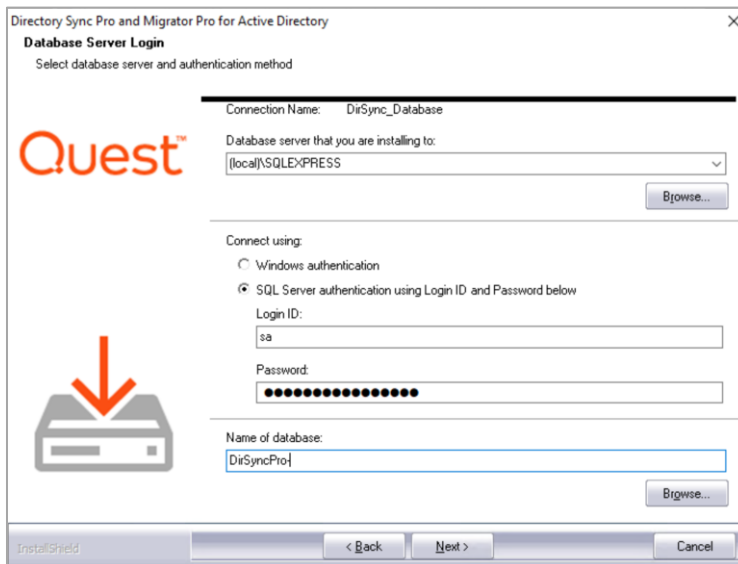 Directory Sync Pro and Migrator Pro for Active Directory
Database Server Login
Select database server and authentication method
Quest™
Connection Name: DirSync_Database
Database server that you are installing to:
(local)\SQLEXPRESS
Browse...
Connect using:
Windows authentication
SQL Server authentication using Login ID and Password below
Login ID:
sa
Password:
●●●●●●●●●●●●●●●●
Name of database:
DirSyncPro
Browse...
InstallShield
< Back Next > Cancel